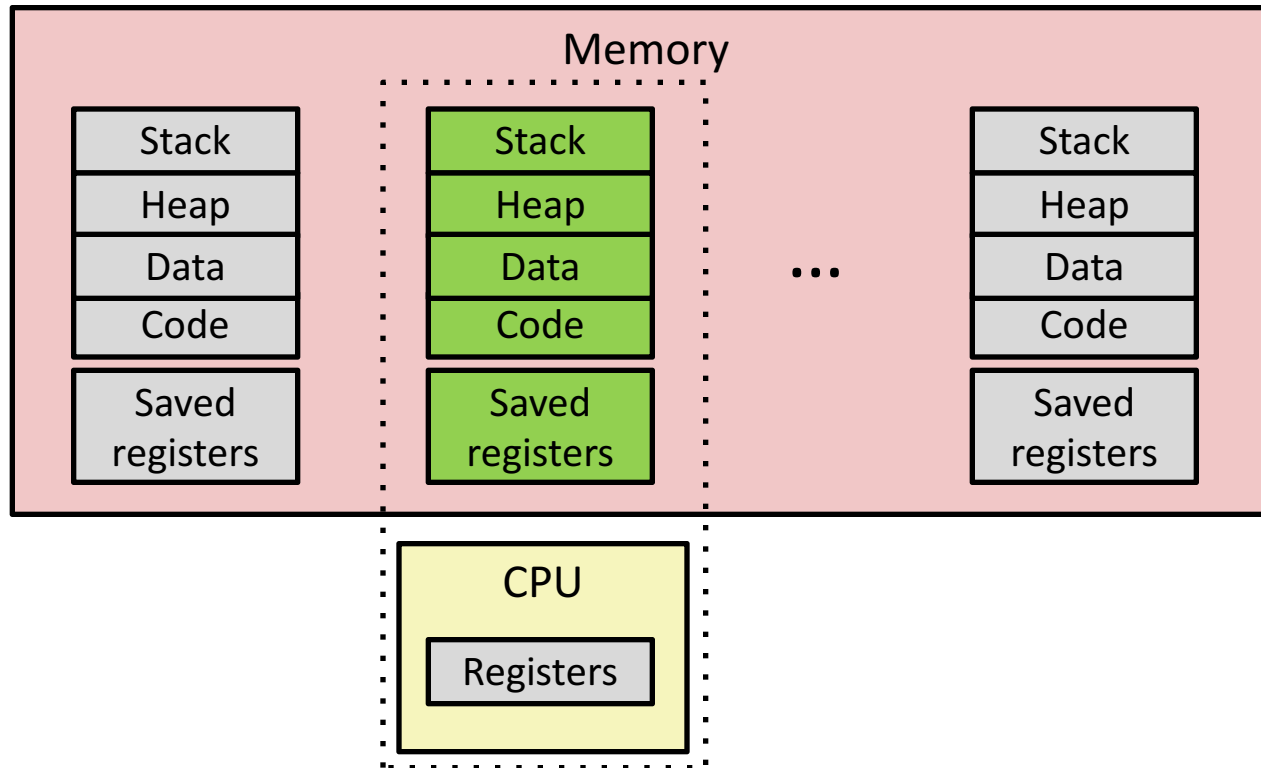 Memory
Stack
Heap
Data
Code
Saved
registers
Stack
Heap
Data
Code
Saved
registers
...
Stack
Heap
Data
Code
Saved
registers
CPU
Registers